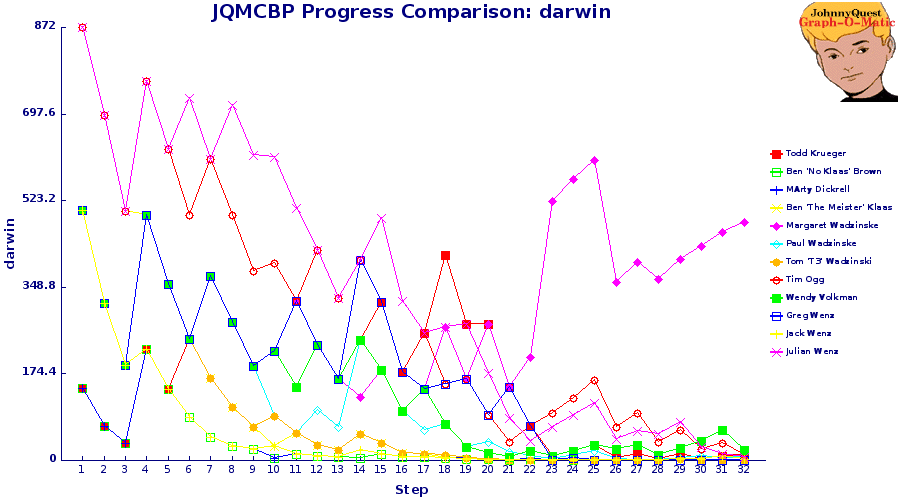 JQMCBP Progress Comparison: darwin
JohnnyQuest
Graph-O-Matic
872
697.6
523.2
348.8
174.4
0
darwin
1 2 3 4 5 6 7 8 9 10 11 12 13 14 15 16 17 18 19 20 21 22 23 24 25 26 27 28 29 30 31 32
Step
Todd Krueger
Ben 'No Klaas' Brown
MArty Dickrell
Ben 'The Meister' Klaas
Margaret Wadzinske
Paul Wadzinske
Tom 'T3' Wadzinski
Tim Ogg
Wendy Volkman
Greg Wenz
Jack Wenz
Julian Wenz